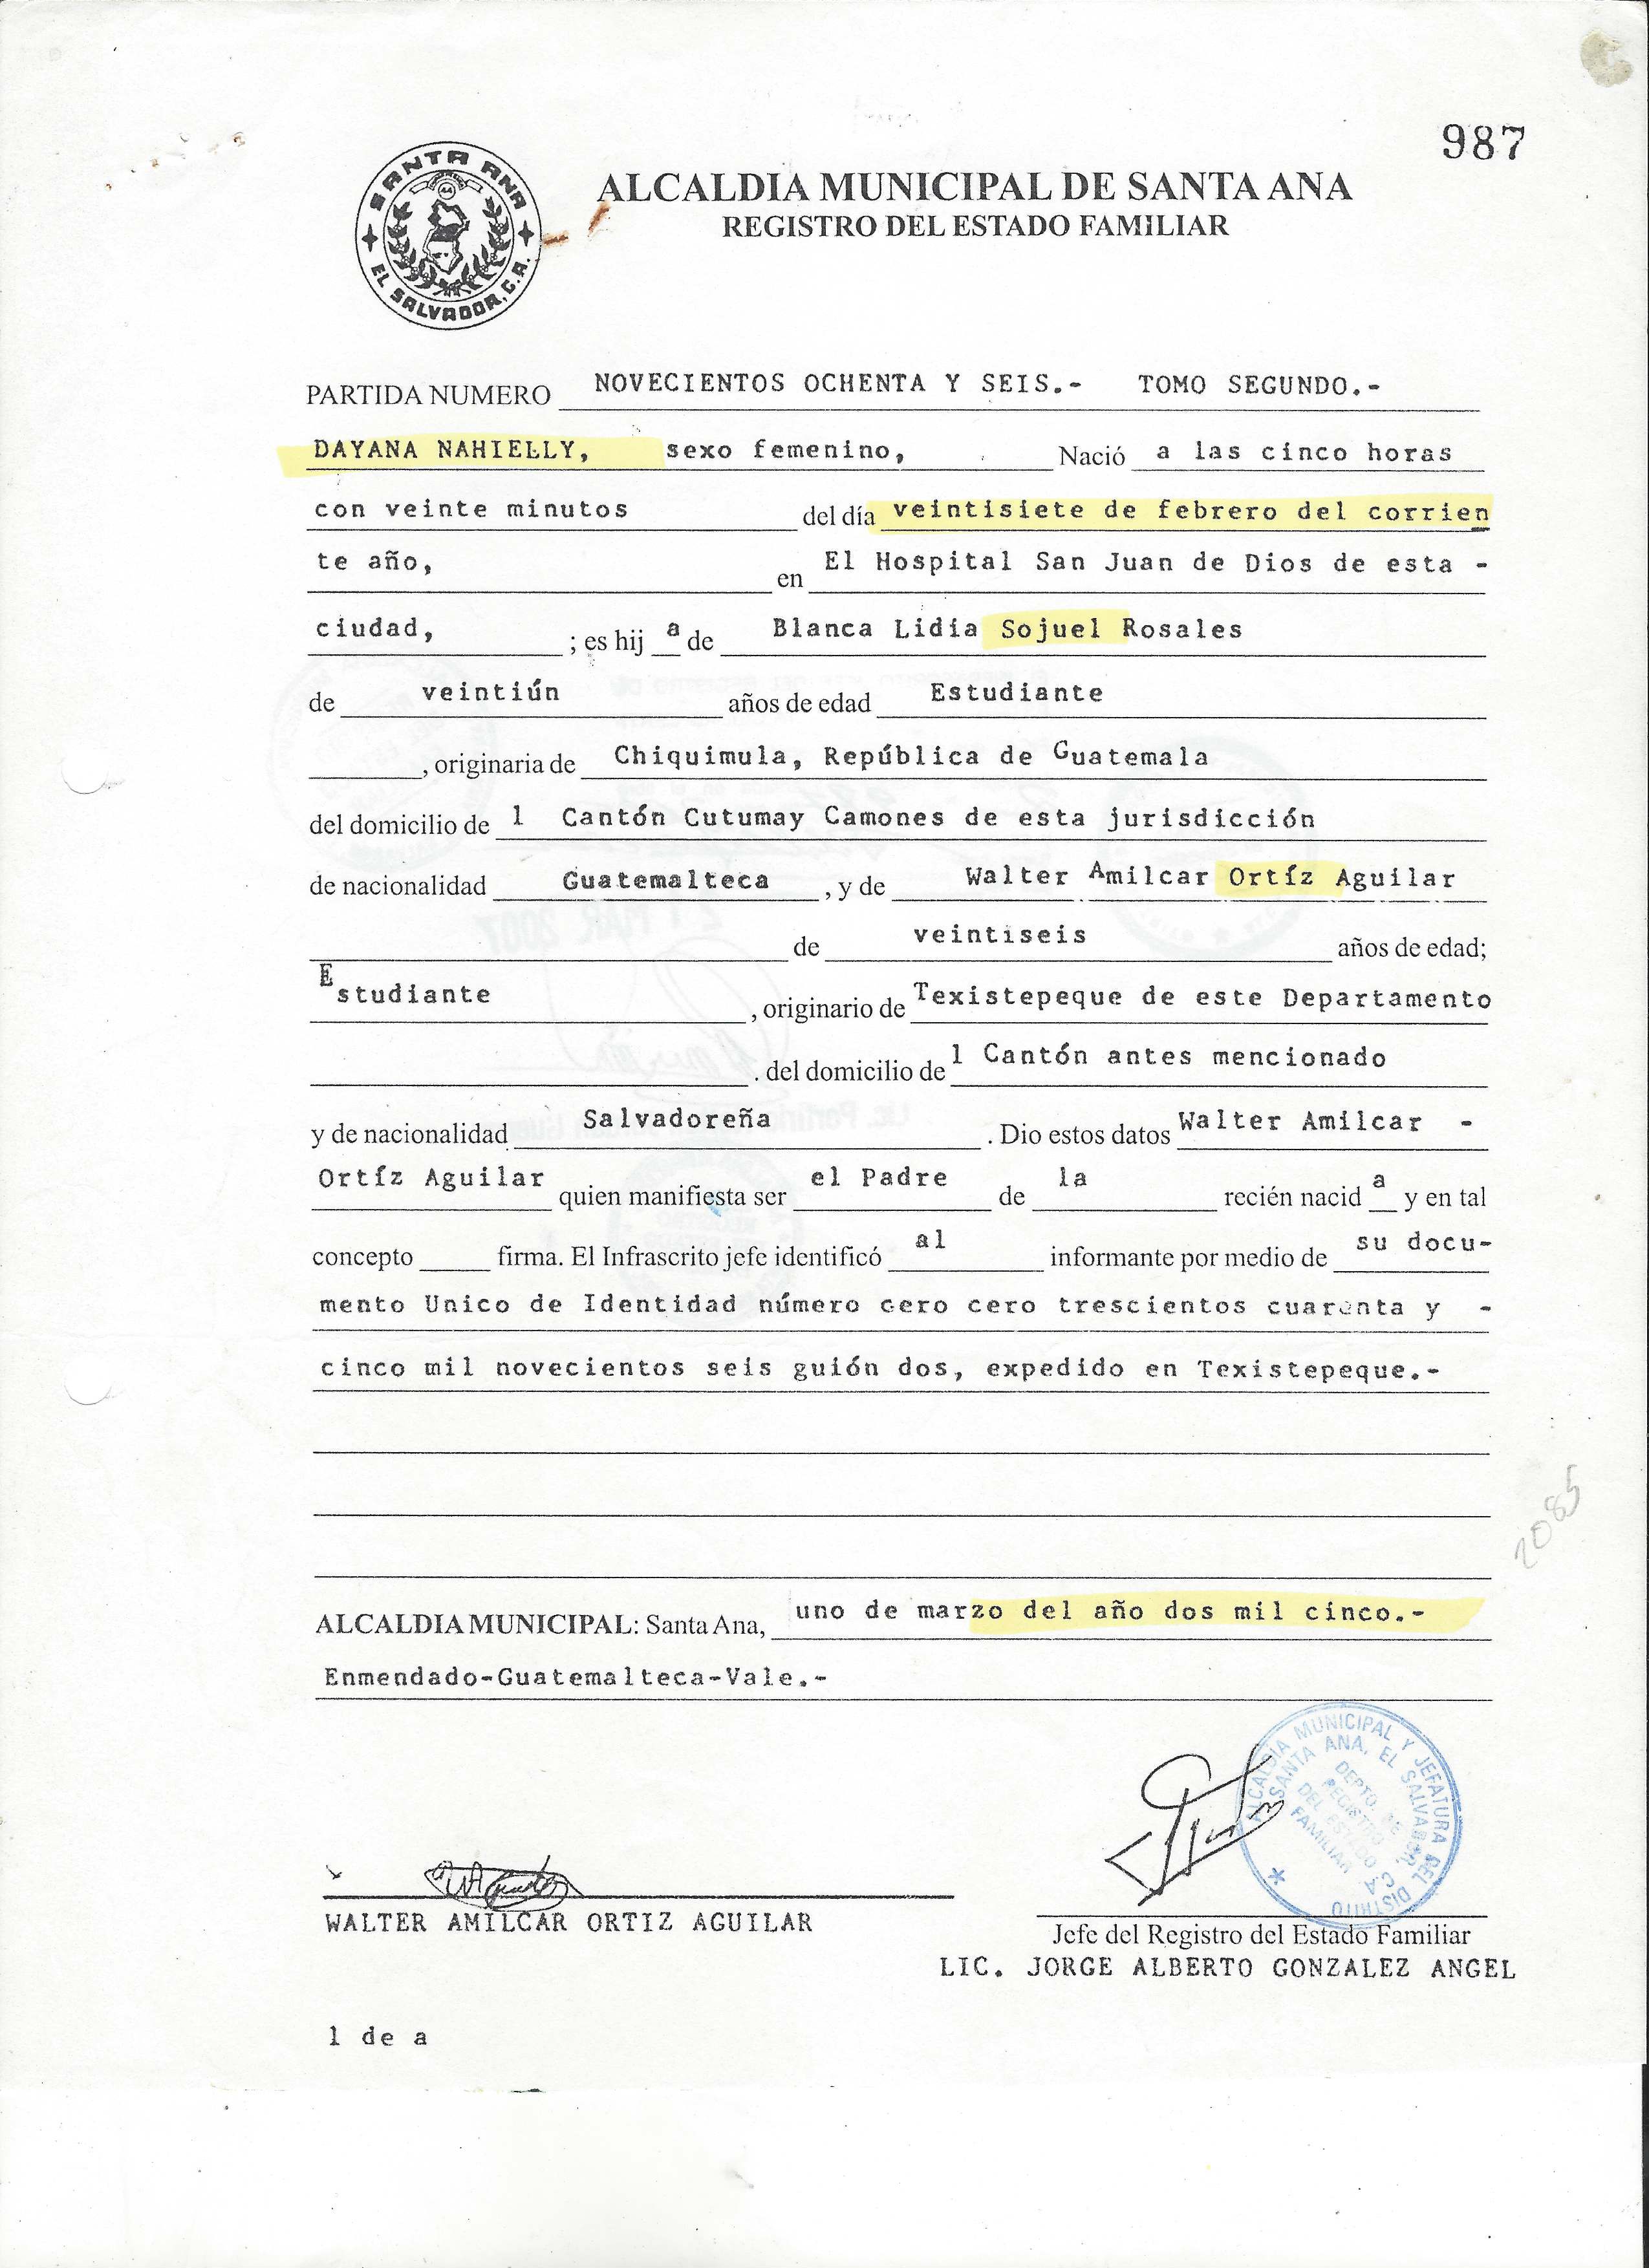 987
SANTA ANA
EL SALVADOR, C.A.
ALCALDIA MUNICIPAL DE SANTA ANA
REGISTRO DEL ESTADO FAMILIAR
PARTIDA NUMERO NOVECIENTOS OCHENTA Y SEIS.- TOMO SEGUNDO.-
DAYANA NAHIELLY, sexo femenino, Nació a las cinco horas
con veinte minutos del día veintisiete de febrero del corrien
te año, en El Hospital San Juan de Dios de esta -
ciudad, ; es hij a de Blanca Lidia Sojuel Rosales
de veintiún años de edad Estudiante
, originaria de Chiquimula, República de Guatemala
del domicilio de l Cantón Cutumay Camones de esta jurisdicción
de nacionalidad Guatemalteca , y de Walter Amilcar Ortíz Aguilar
de veintiseis años de edad;
Estudiante , originario de Texistepeque de este Departamento
. del domicilio de l Cantón antes mencionado
y de nacionalidad Salvadoreña . Dio estos datos Walter Amilcar -
Ortíz Aguilar quien manifiesta ser el Padre de la recién nacid a y en tal
concepto firma. El Infrascrito jefe identificó al informante por medio de su docu-
mento Unico de Identidad número cero cero trescientos cuarenta y -
cinco mil novecientos seis guión dos, expedido en Texistepeque.-
2085
ALCALDIA MUNICIPAL: Santa Ana, uno de marzo del año dos mil cinco.-
Enmendado-Guatemalteca-Vale.-
ALCALDIA MUNICIPAL Y JEFATURA DEL DISTRITO
SANTA ANA, EL SALVADOR, C.A.
DEPTO. DE
REGISTRO
DEL ESTADO
FAMILIAR
WALTER AMILCAR ORTIZ AGUILAR
Jefe del Registro del Estado Familiar
LIC. JORGE ALBERTO GONZALEZ ANGEL
l de a